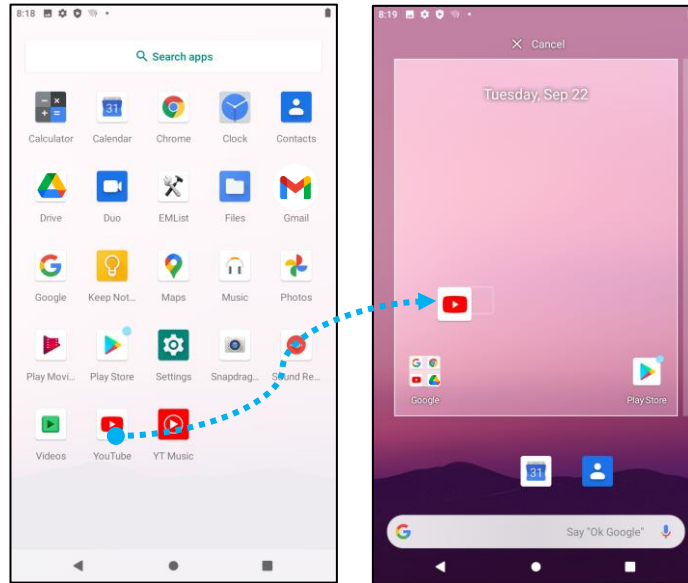 8:18
Search apps
Calculator Calendar Chrome Clock Contacts
31
Drive Duo EMList Files Gmail
Google Keep Not... Maps Music Photos
Play Movi... Play Store Settings Snapdrag... Sound Re...
Videos YouTube YT Music
8:19
Cancel
Tuesday, Sep 22
Google Play Store
31
Say "Ok Google"